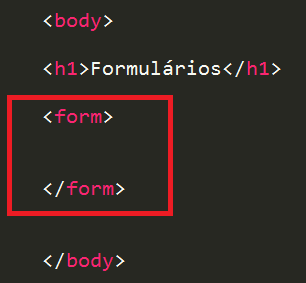 <body>
<h1>Formulários</h1>
<form>
</form>
</body>